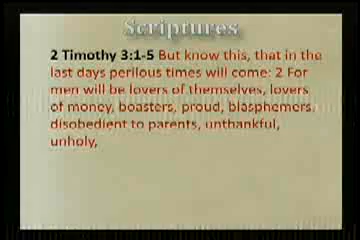 Scriptures
2 Timothy 3:1-5 But know this, that in the
last days perilous times will come: 2 For
men will be lovers of themselves, lovers
of money, boasters, proud, blasphemers,
disobedient to parents, unthankful,
unholy,